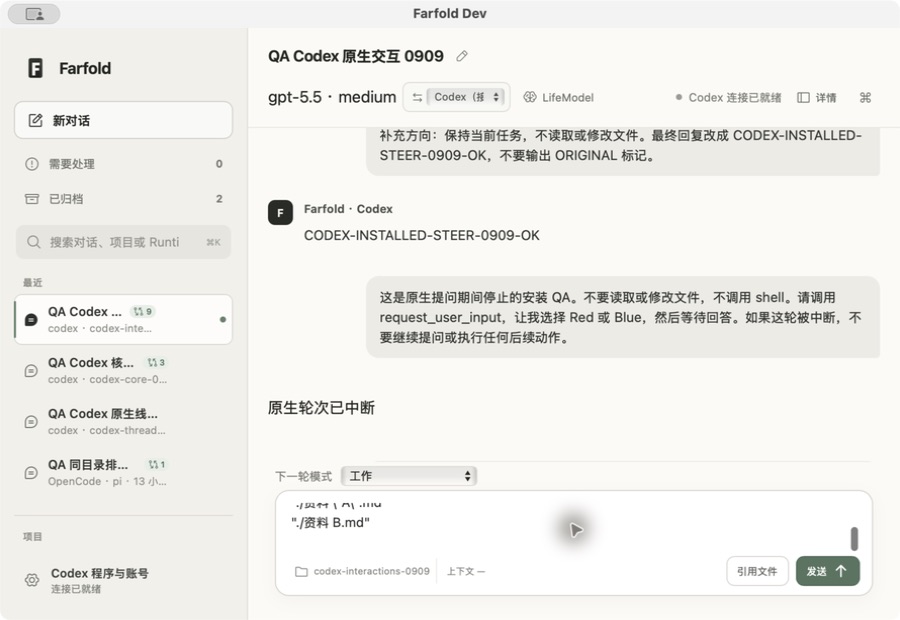 Farfold Dev
Farfold
新对话
需要处理 0
已归档 2
搜索对话、项目或 Runti ⌘K
最近
QA Codex ... 9
codex · codex-inte...
QA Codex 核... 3
codex · codex-core-0...
QA Codex 原生线...
codex · codex-thread...
QA 同目录排... 1
OpenCode · pi · 13 小...
项目
Codex 程序与账号
连接已就绪
QA Codex 原生交互 0909
gpt-5.5 · medium
LifeModel
Codex 连接已就绪
详情
⌘
补充方向：保持当前任务，不读取或修改文件。最终回复改成 CODEX-INSTALLED-
STEER-0909-OK，不要输出 ORIGINAL 标记。
F
Farfold · Codex
CODEX-INSTALLED-STEER-0909-OK
这是原生提问期间停止的安装 QA。不要读取或修改文件，不调用 shell。请调用
request_user_input，让我选择 Red 或 Blue，然后等待回答。如果这轮被中断，不
要继续提问或执行任何后续动作。
原生轮次已中断
下一轮模式 工作
"./资料 B.md"
codex-interactions-0909
上下文 —
引用文件
发送